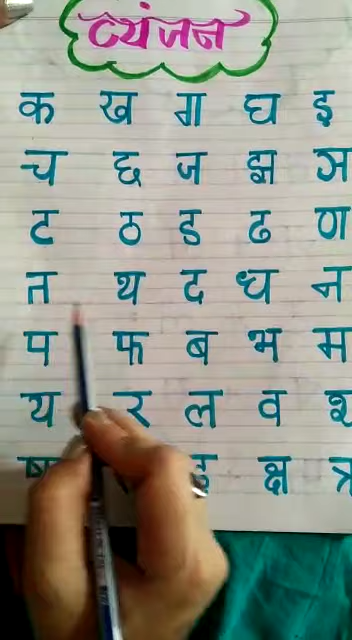 व्यंजन
क ख ग घ इ
च छ ज झ ञ
ट ठ ड ढ ण
त थ द ध न
प फ ब भ म
य र ल व श
ष ह क्ष त्र